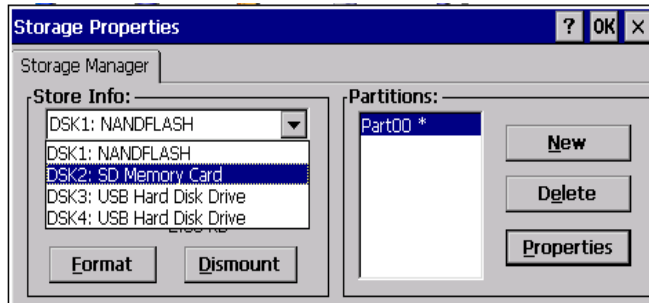 Storage Properties ? OK ×
Storage Manager
Store Info:
DSK1: NANDFLASH
DSK1: NANDFLASH
DSK2: SD Memory Card
DSK3: USB Hard Disk Drive
DSK4: USB Hard Disk Drive
Format Dismount
Partitions:
Part00 *
New
Delete
Properties